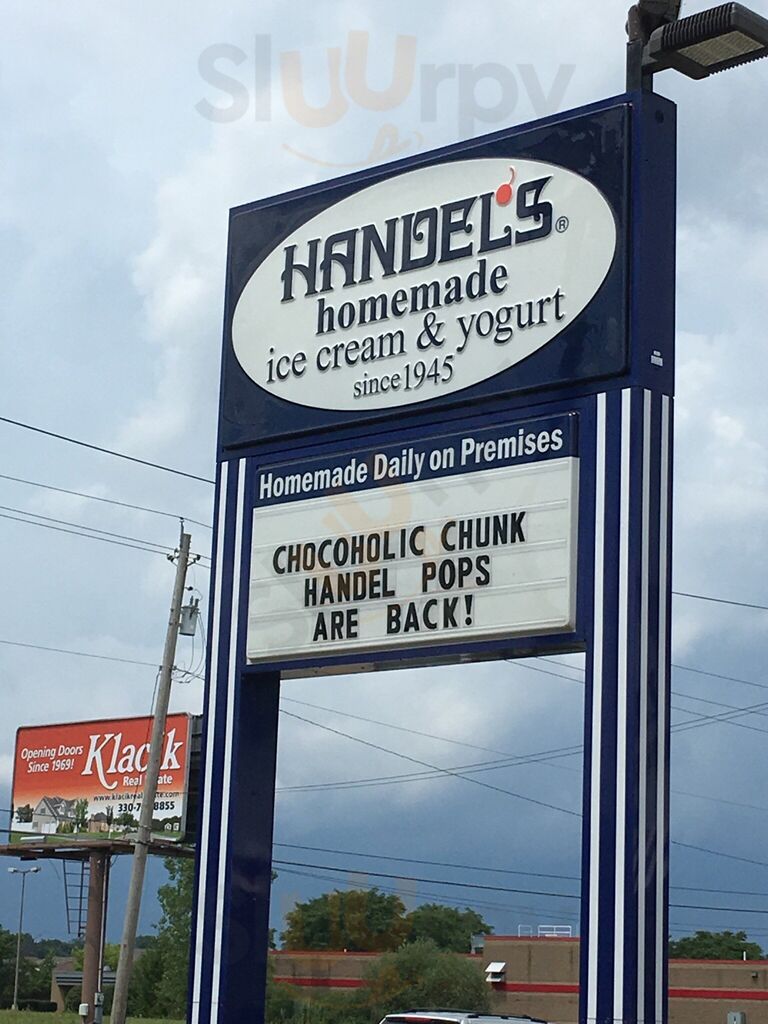 Sluurpy
HANDEL'S®
homemade
ice cream & yogurt
since 1945
Homemade Daily on Premises
CHOCOHOLIC CHUNK
HANDEL POPS
ARE BACK!
Opening Doors
Since 1969!
Klacik
Real